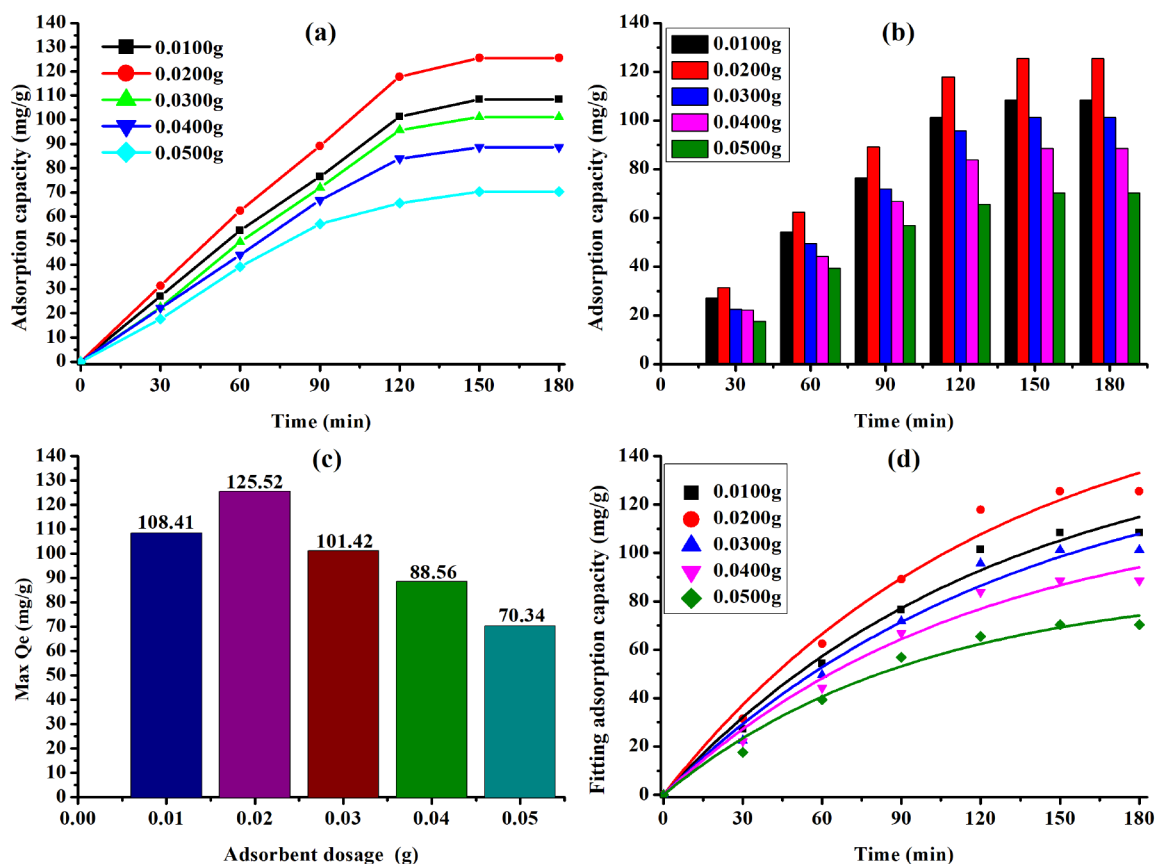 (a)
0.0100g
0.0200g
0.0300g
0.0400g
0.0500g
Adsorption capacity (mg/g)
140
130
120
110
100
90
80
70
60
50
40
30
20
10
0
0 30 60 90 120 150 180
Time (min)
(b)
0.0100g
0.0200g
0.0300g
0.0400g
0.0500g
Adsorption capacity (mg/g)
140
120
100
80
60
40
20
0
0 30 60 90 120 150 180
Time (min)
(c)
Max Qe (mg/g)
140
130
120
110
100
90
80
70
60
50
40
30
20
10
0
108.41
125.52
101.42
88.56
70.34
0.00 0.01 0.02 0.03 0.04 0.05
Adsorbent dosage (g)
(d)
0.0100g
0.0200g
0.0300g
0.0400g
0.0500g
Fitting adsorption capacity (mg/g)
140
120
100
80
60
40
20
0
0 30 60 90 120 150 180
Time (min)